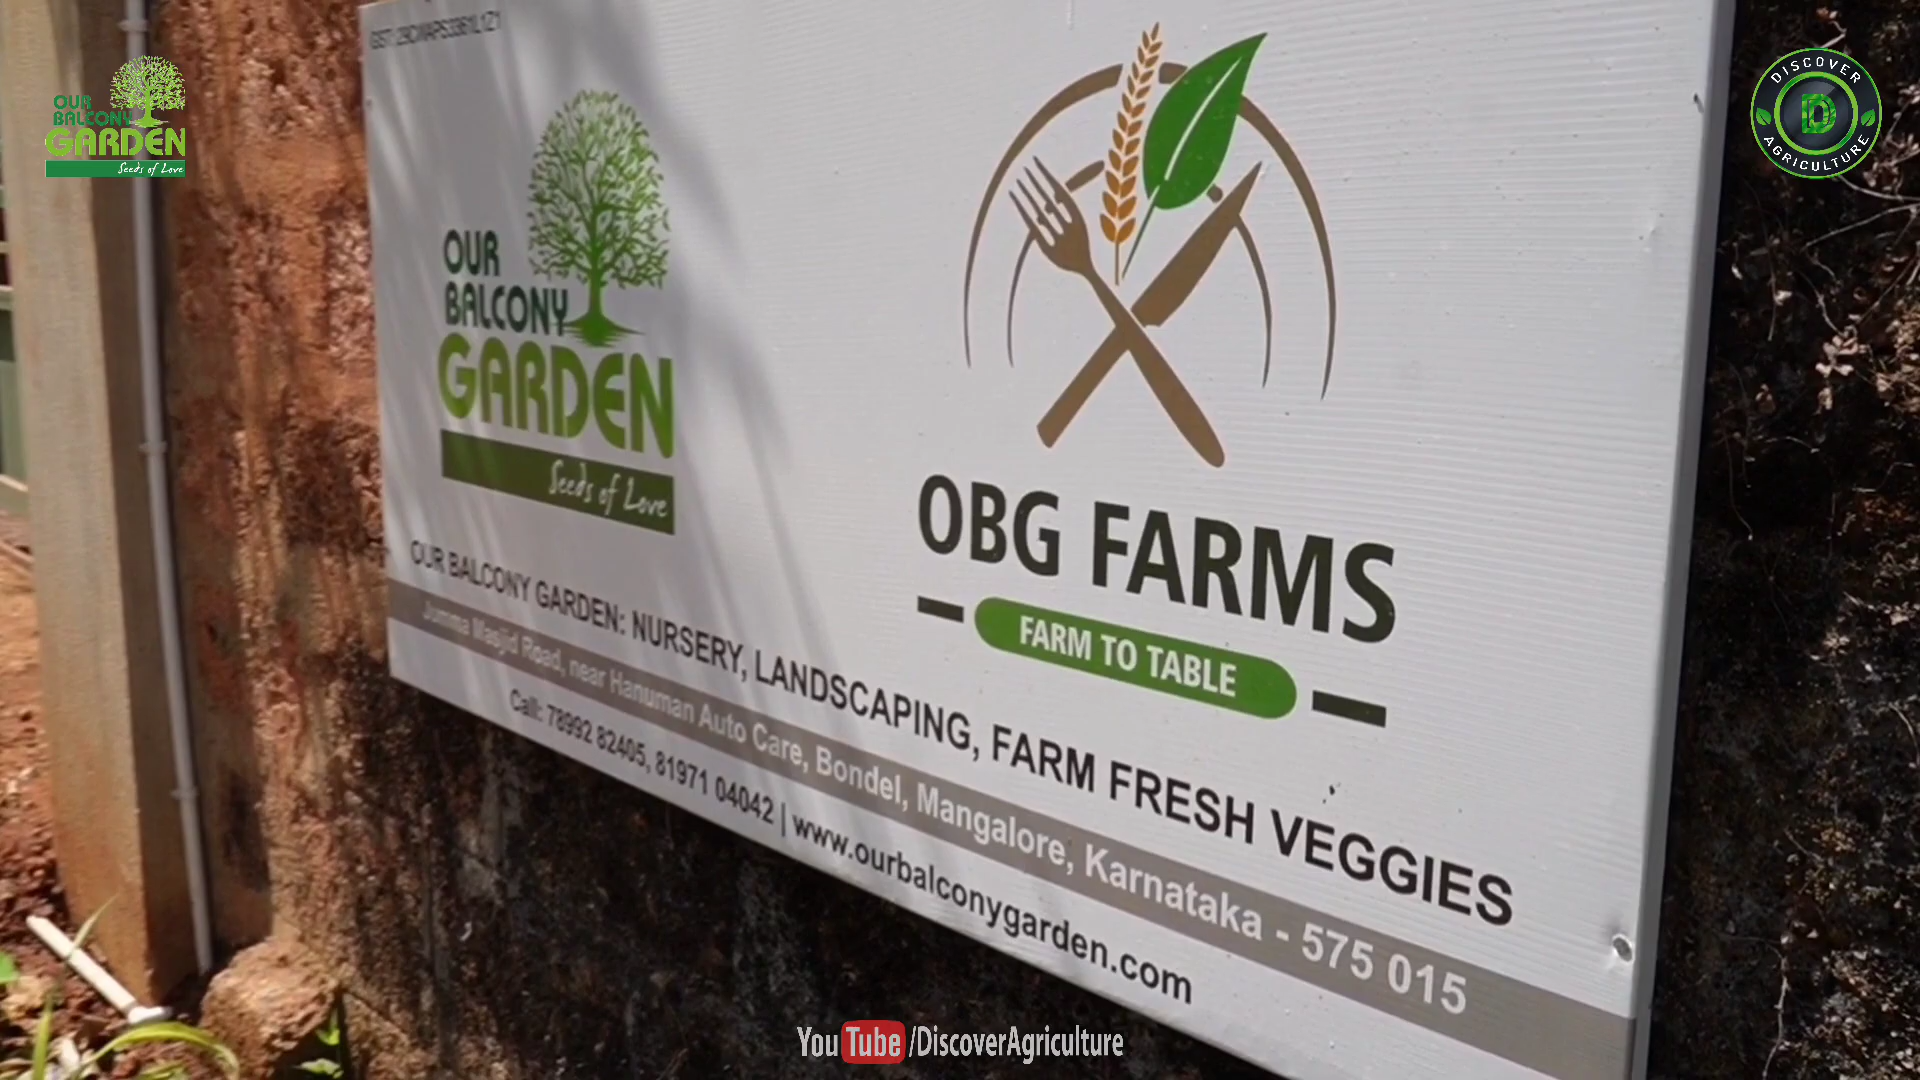 OUR
BALCONY
GARDEN
Seeds of Love
DISCOVER
D
AGRICULTURE
OUR
BALCONY
GARDEN
Seeds of Love
OBG FARMS
FARM TO TABLE
OUR BALCONY GARDEN: NURSERY, LANDSCAPING, FARM FRESH VEGGIES
Jumma Masjid Road, near Hanuman Auto Care, Bondel, Mangalore, Karnataka - 575 015
Call: 78992 82405, 81971 04042 | www.ourbalconygarden.com
YouTube /DiscoverAgriculture